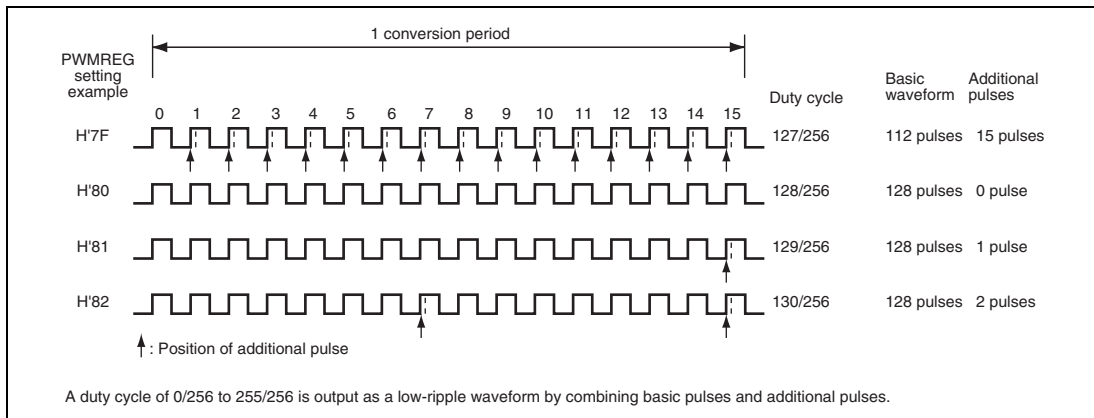 1 conversion period
PWMREG
setting
example
Duty cycle
Basic
waveform
Additional
pulses
0 1 2 3 4 5 6 7 8 9 10 11 12 13 14 15
H'7F 127/256 112 pulses 15 pulses
H'80 128/256 128 pulses 0 pulse
H'81 129/256 128 pulses 1 pulse
H'82 130/256 128 pulses 2 pulses
: Position of additional pulse
A duty cycle of 0/256 to 255/256 is output as a low-ripple waveform by combining basic pulses and additional pulses.